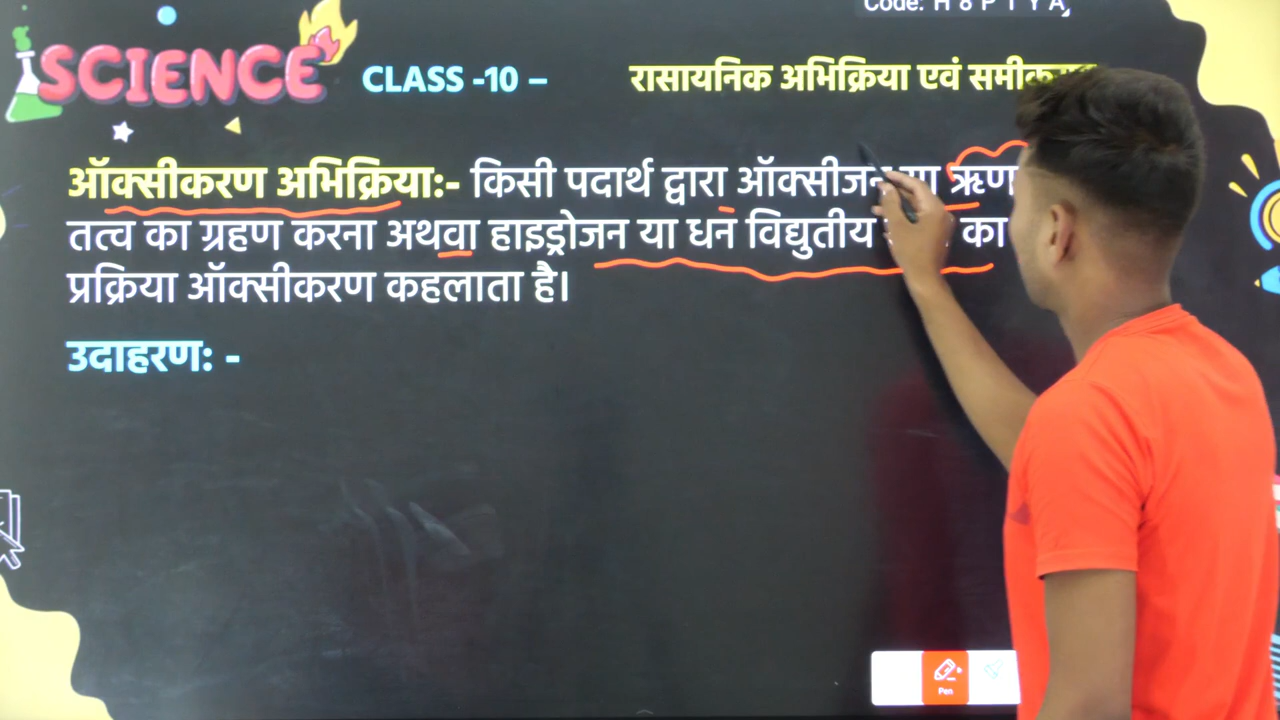 Code: H 8 P T Y A
SCIENCE CLASS -10 – रासायनिक अभिक्रिया एवं
ऑक्सीकरण अभिक्रिया:- किसी पदार्थ द्वारा ऑक्सीजन या ऋण
तत्व का ग्रहण करना अथवा हाइड्रोजन या धन विद्युतीय का
प्रक्रिया ऑक्सीकरण कहलाता है।
उदाहरण: -
Pen